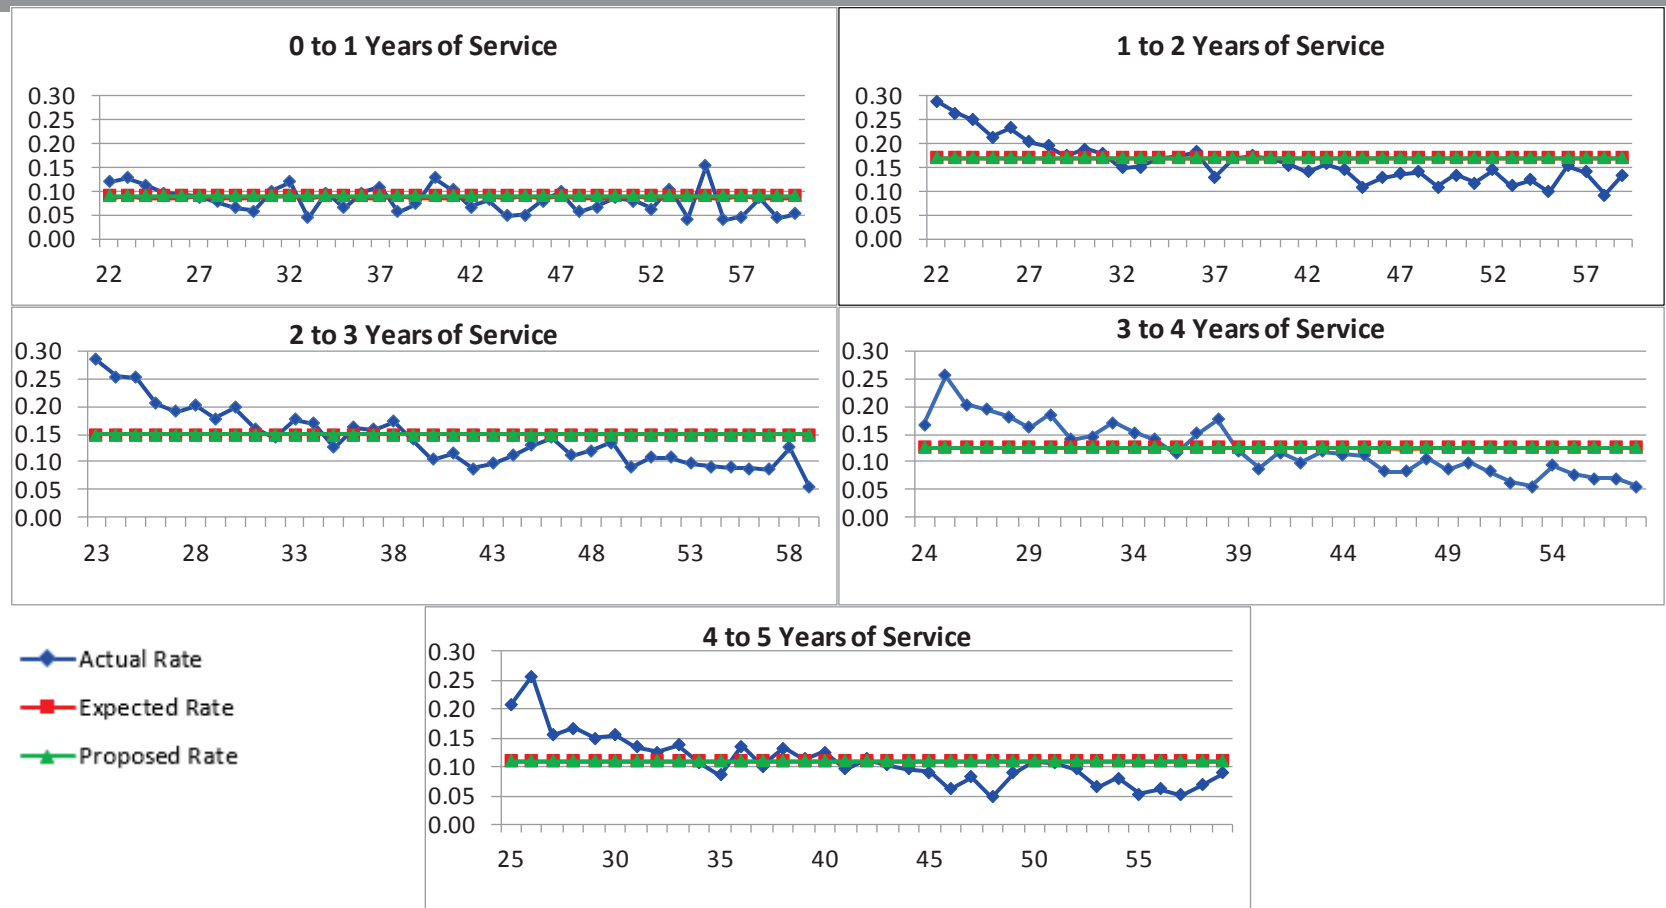 0 to 1 Years of Service
0.30
0.25
0.20
0.15
0.10
0.05
0.00
22 27 32 37 42 47 52 57
1 to 2 Years of Service
0.30
0.25
0.20
0.15
0.10
0.05
0.00
22 27 32 37 42 47 52 57
2 to 3 Years of Service
0.30
0.25
0.20
0.15
0.10
0.05
0.00
23 28 33 38 43 48 53 58
3 to 4 Years of Service
0.30
0.25
0.20
0.15
0.10
0.05
0.00
24 29 34 39 44 49 54
Actual Rate
Expected Rate
Proposed Rate
4 to 5 Years of Service
0.30
0.25
0.20
0.15
0.10
0.05
0.00
25 30 35 40 45 50 55